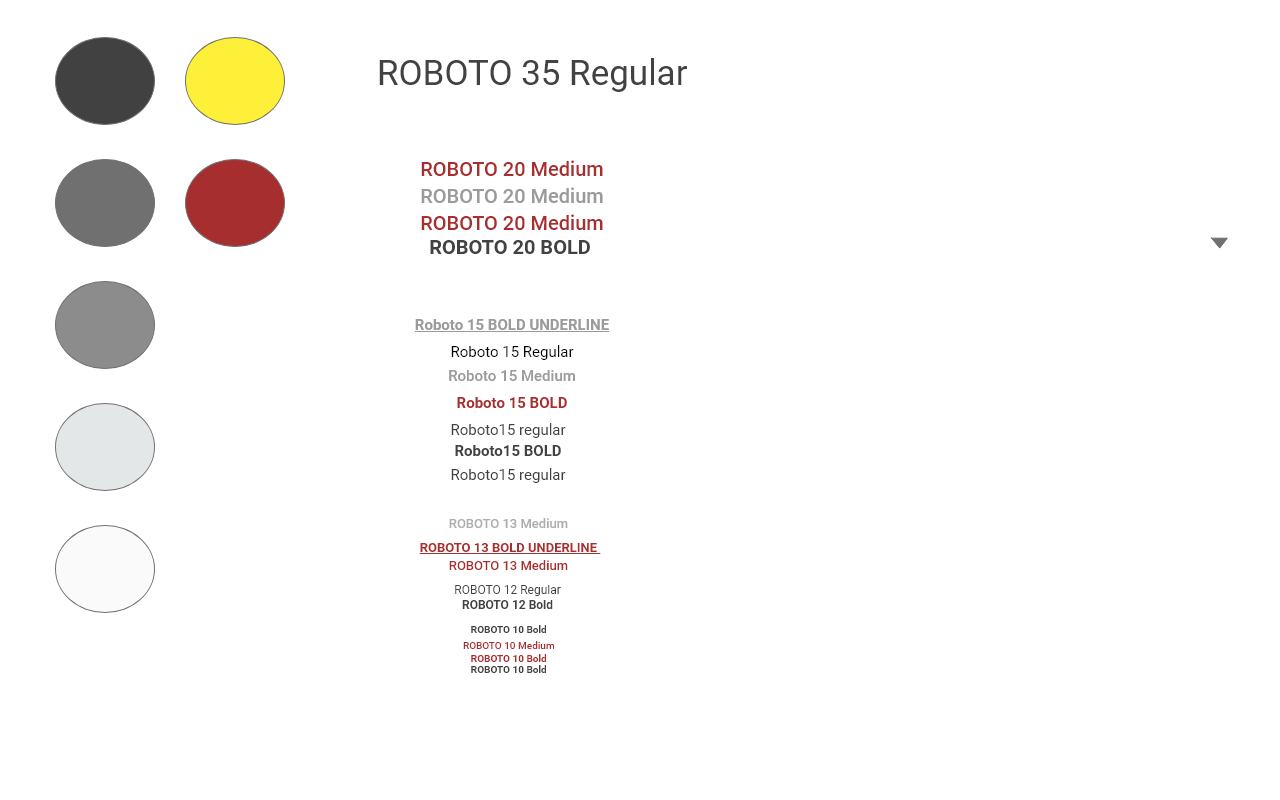 ROBOTO 35 Regular
ROBOTO 20 Medium
ROBOTO 20 Medium
ROBOTO 20 Medium
ROBOTO 20 BOLD
Roboto 15 BOLD UNDERLINE
Roboto 15 Regular
Roboto 15 Medium
Roboto 15 BOLD
Roboto15 regular
Roboto15 BOLD
Roboto15 regular
ROBOTO 13 Medium
ROBOTO 13 BOLD UNDERLINE
ROBOTO 13 Medium
ROBOTO 12 Regular
ROBOTO 12 Bold
ROBOTO 10 Bold
ROBOTO 10 Medium
ROBOTO 10 Bold
ROBOTO 10 Bold